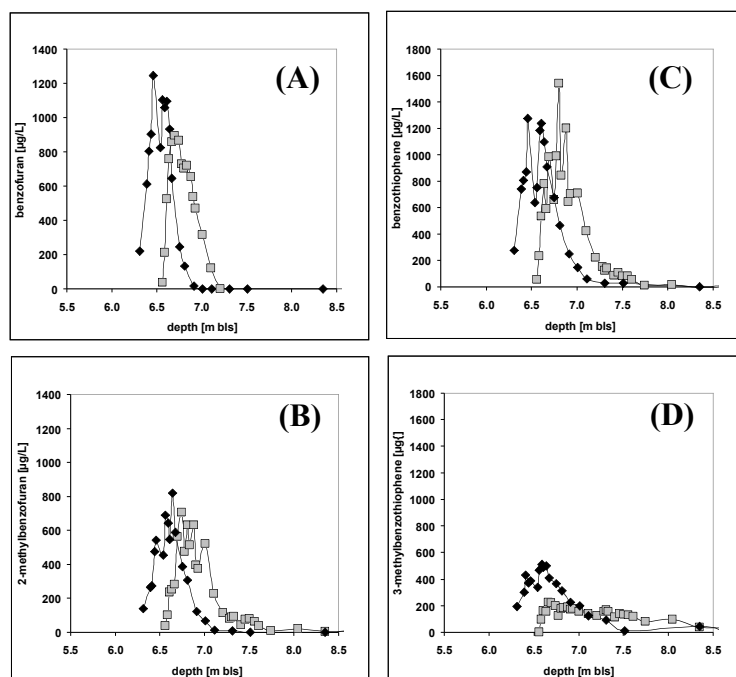 (A)
benzofuran [µg/L]
1400
1200
1000
800
600
400
200
0
5.5 6.0 6.5 7.0 7.5 8.0 8.5
depth [m bls]
(C)
benzothiophene [µg/L]
1800
1600
1400
1200
1000
800
600
400
200
0
5.5 6.0 6.5 7.0 7.5 8.0 8.5
depth [m bls]
(B)
2-methylbenzofuran [µg/L]
1400
1200
1000
800
600
400
200
0
5.5 6.0 6.5 7.0 7.5 8.0 8.5
depth [m bls]
(D)
3-methylbenzothiophene [µg{]
1800
1600
1400
1200
1000
800
600
400
200
0
5.5 6.0 6.5 7.0 7.5 8.0 8.5
depth [m bls]